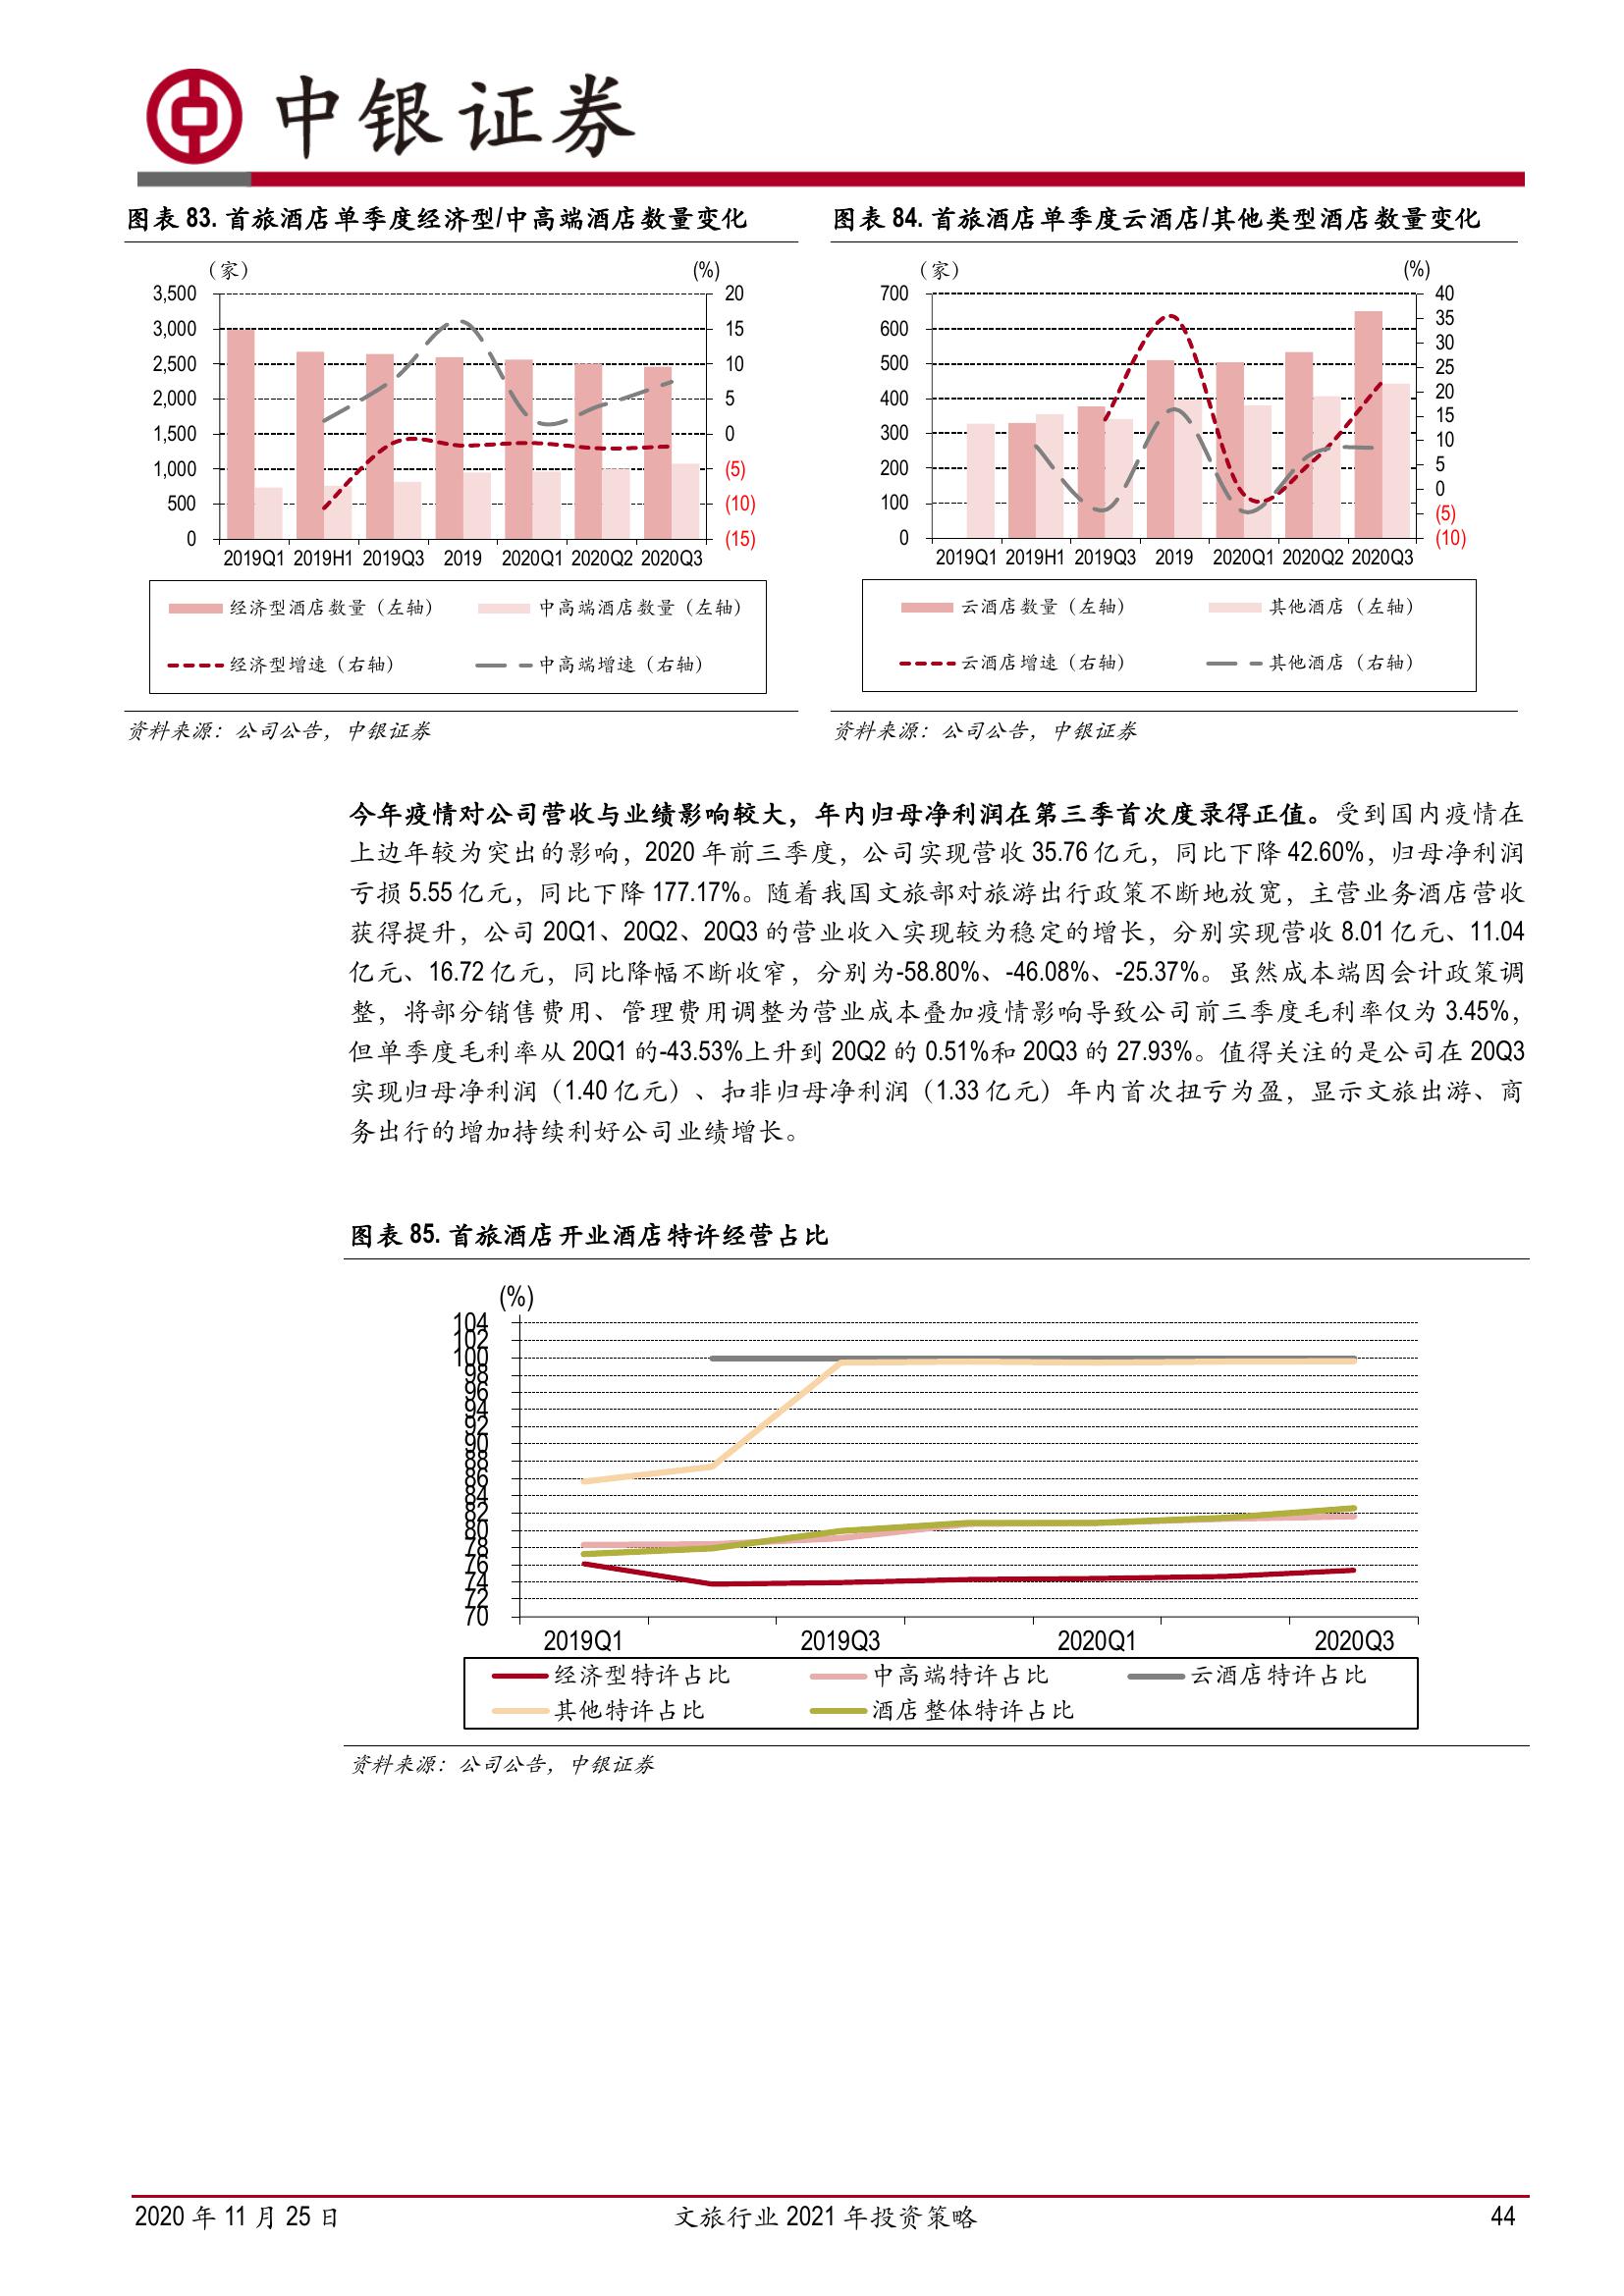 中银证券
图表 83. 首旅酒店单季度经济型/中高端酒店数量变化
(家)
(%)
3,500
3,000
2,500
2,000
1,500
1,000
500
0
20
15
10
5
0
(5)
(10)
(15)
2019Q1 2019H1 2019Q3 2019 2020Q1 2020Q2 2020Q3
经济型酒店数量（左轴） 中高端酒店数量（左轴）
经济型增速（右轴） 中高端增速（右轴）
资料来源：公司公告，中银证券
图表 84. 首旅酒店单季度云酒店/其他类型酒店数量变化
(家)
(%)
700
600
500
400
300
200
100
0
40
35
30
25
20
15
10
5
0
(5)
(10)
2019Q1 2019H1 2019Q3 2019 2020Q1 2020Q2 2020Q3
云酒店数量（左轴） 其他酒店（左轴）
云酒店增速（右轴） 其他酒店（右轴）
资料来源：公司公告，中银证券
今年疫情对公司营收与业绩影响较大，年内归母净利润在第三季首次度录得正值。受到国内疫情在
上边年较为突出的影响，2020 年前三季度，公司实现营收 35.76 亿元，同比下降 42.60%，归母净利润
亏损 5.55 亿元，同比下降 177.17%。随着我国文旅部对旅游出行政策不断地放宽，主营业务酒店营收
获得提升，公司 20Q1、20Q2、20Q3 的营业收入实现较为稳定的增长，分别实现营收 8.01 亿元、11.04
亿元、16.72 亿元，同比降幅不断收窄，分别为-58.80%、-46.08%、-25.37%。虽然成本端因会计政策调
整，将部分销售费用、管理费用调整为营业成本叠加疫情影响导致公司前三季度毛利率仅为 3.45%，
但单季度毛利率从 20Q1 的-43.53%上升到 20Q2 的 0.51%和 20Q3 的 27.93%。值得关注的是公司在 20Q3
实现归母净利润（1.40 亿元）、扣非归母净利润（1.33 亿元）年内首次扭亏为盈，显示文旅出游、商
务出行的增加持续利好公司业绩增长。
图表 85. 首旅酒店开业酒店特许经营占比
(%)
104
102
100
98
96
94
92
90
88
86
84
82
80
78
76
74
72
70
2019Q1 2019Q3 2020Q1 2020Q3
经济型特许占比 中高端特许占比 云酒店特许占比
其他特许占比 酒店整体特许占比
资料来源：公司公告，中银证券
2020 年 11 月 25 日 文旅行业 2021 年投资策略 44